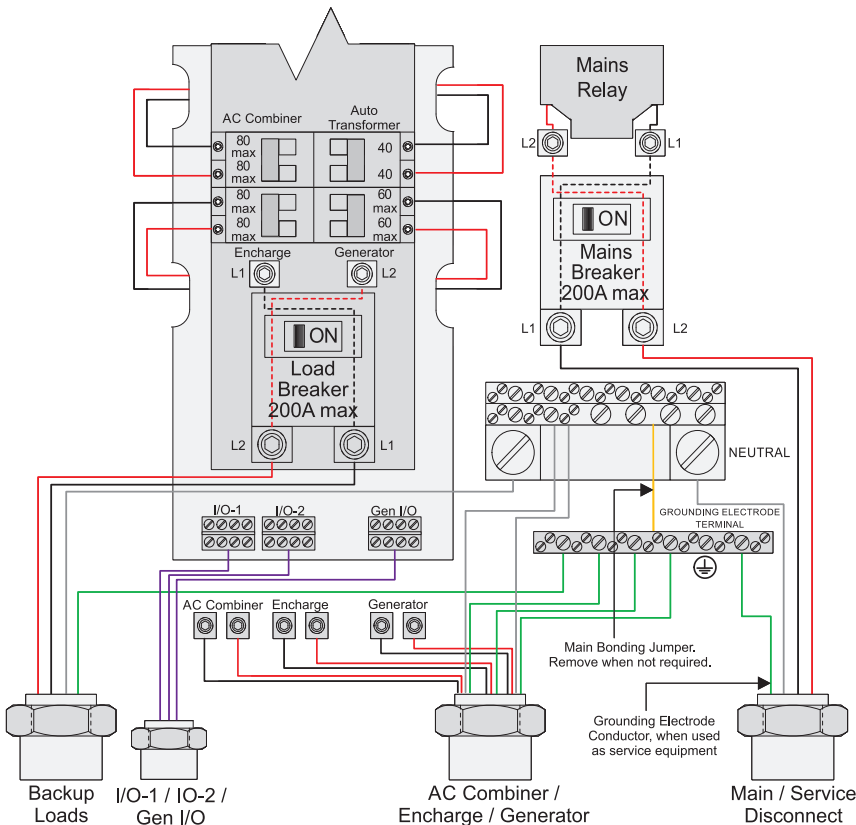 Mains
Relay
L2
L1
AC Combiner
Auto
Transformer
80
max
40
80
max
40
80
max
60
max
80
max
60
max
Encharge
Generator
L1
L2
ON
Load
Breaker
200A max
L2
L1
ON
Mains
Breaker
200A max
L1
L2
NEUTRAL
GROUNDING ELECTRODE
TERMINAL
I/O-1
I/O-2
Gen I/O
AC Combiner
Encharge
Generator
Main Bonding Jumper.
Remove when not required.
Grounding Electrode
Conductor, when used
as service equipment
Backup
Loads
I/O-1 / IO-2 /
Gen I/O
AC Combiner /
Encharge / Generator
Main / Service
Disconnect